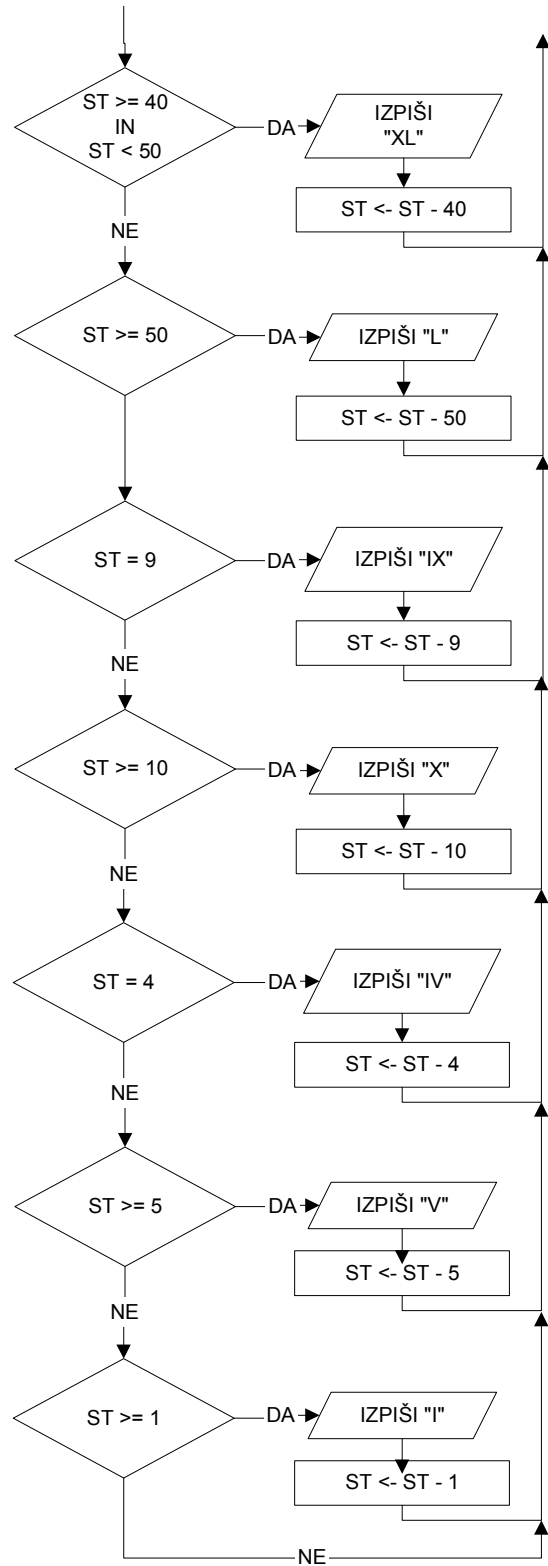 ST >= 40
IN
ST < 50
DA
IZPIŠI
"XL"
ST <- ST - 40
NE
ST >= 50
DA
IZPIŠI "L"
ST <- ST - 50
ST = 9
DA
IZPIŠI "IX"
ST <- ST - 9
NE
ST >= 10
DA
IZPIŠI "X"
ST <- ST - 10
NE
ST = 4
DA
IZPIŠI "IV"
ST <- ST - 4
NE
ST >= 5
DA
IZPIŠI "V"
ST <- ST - 5
NE
ST >= 1
DA
IZPIŠI "I"
ST <- ST - 1
NE